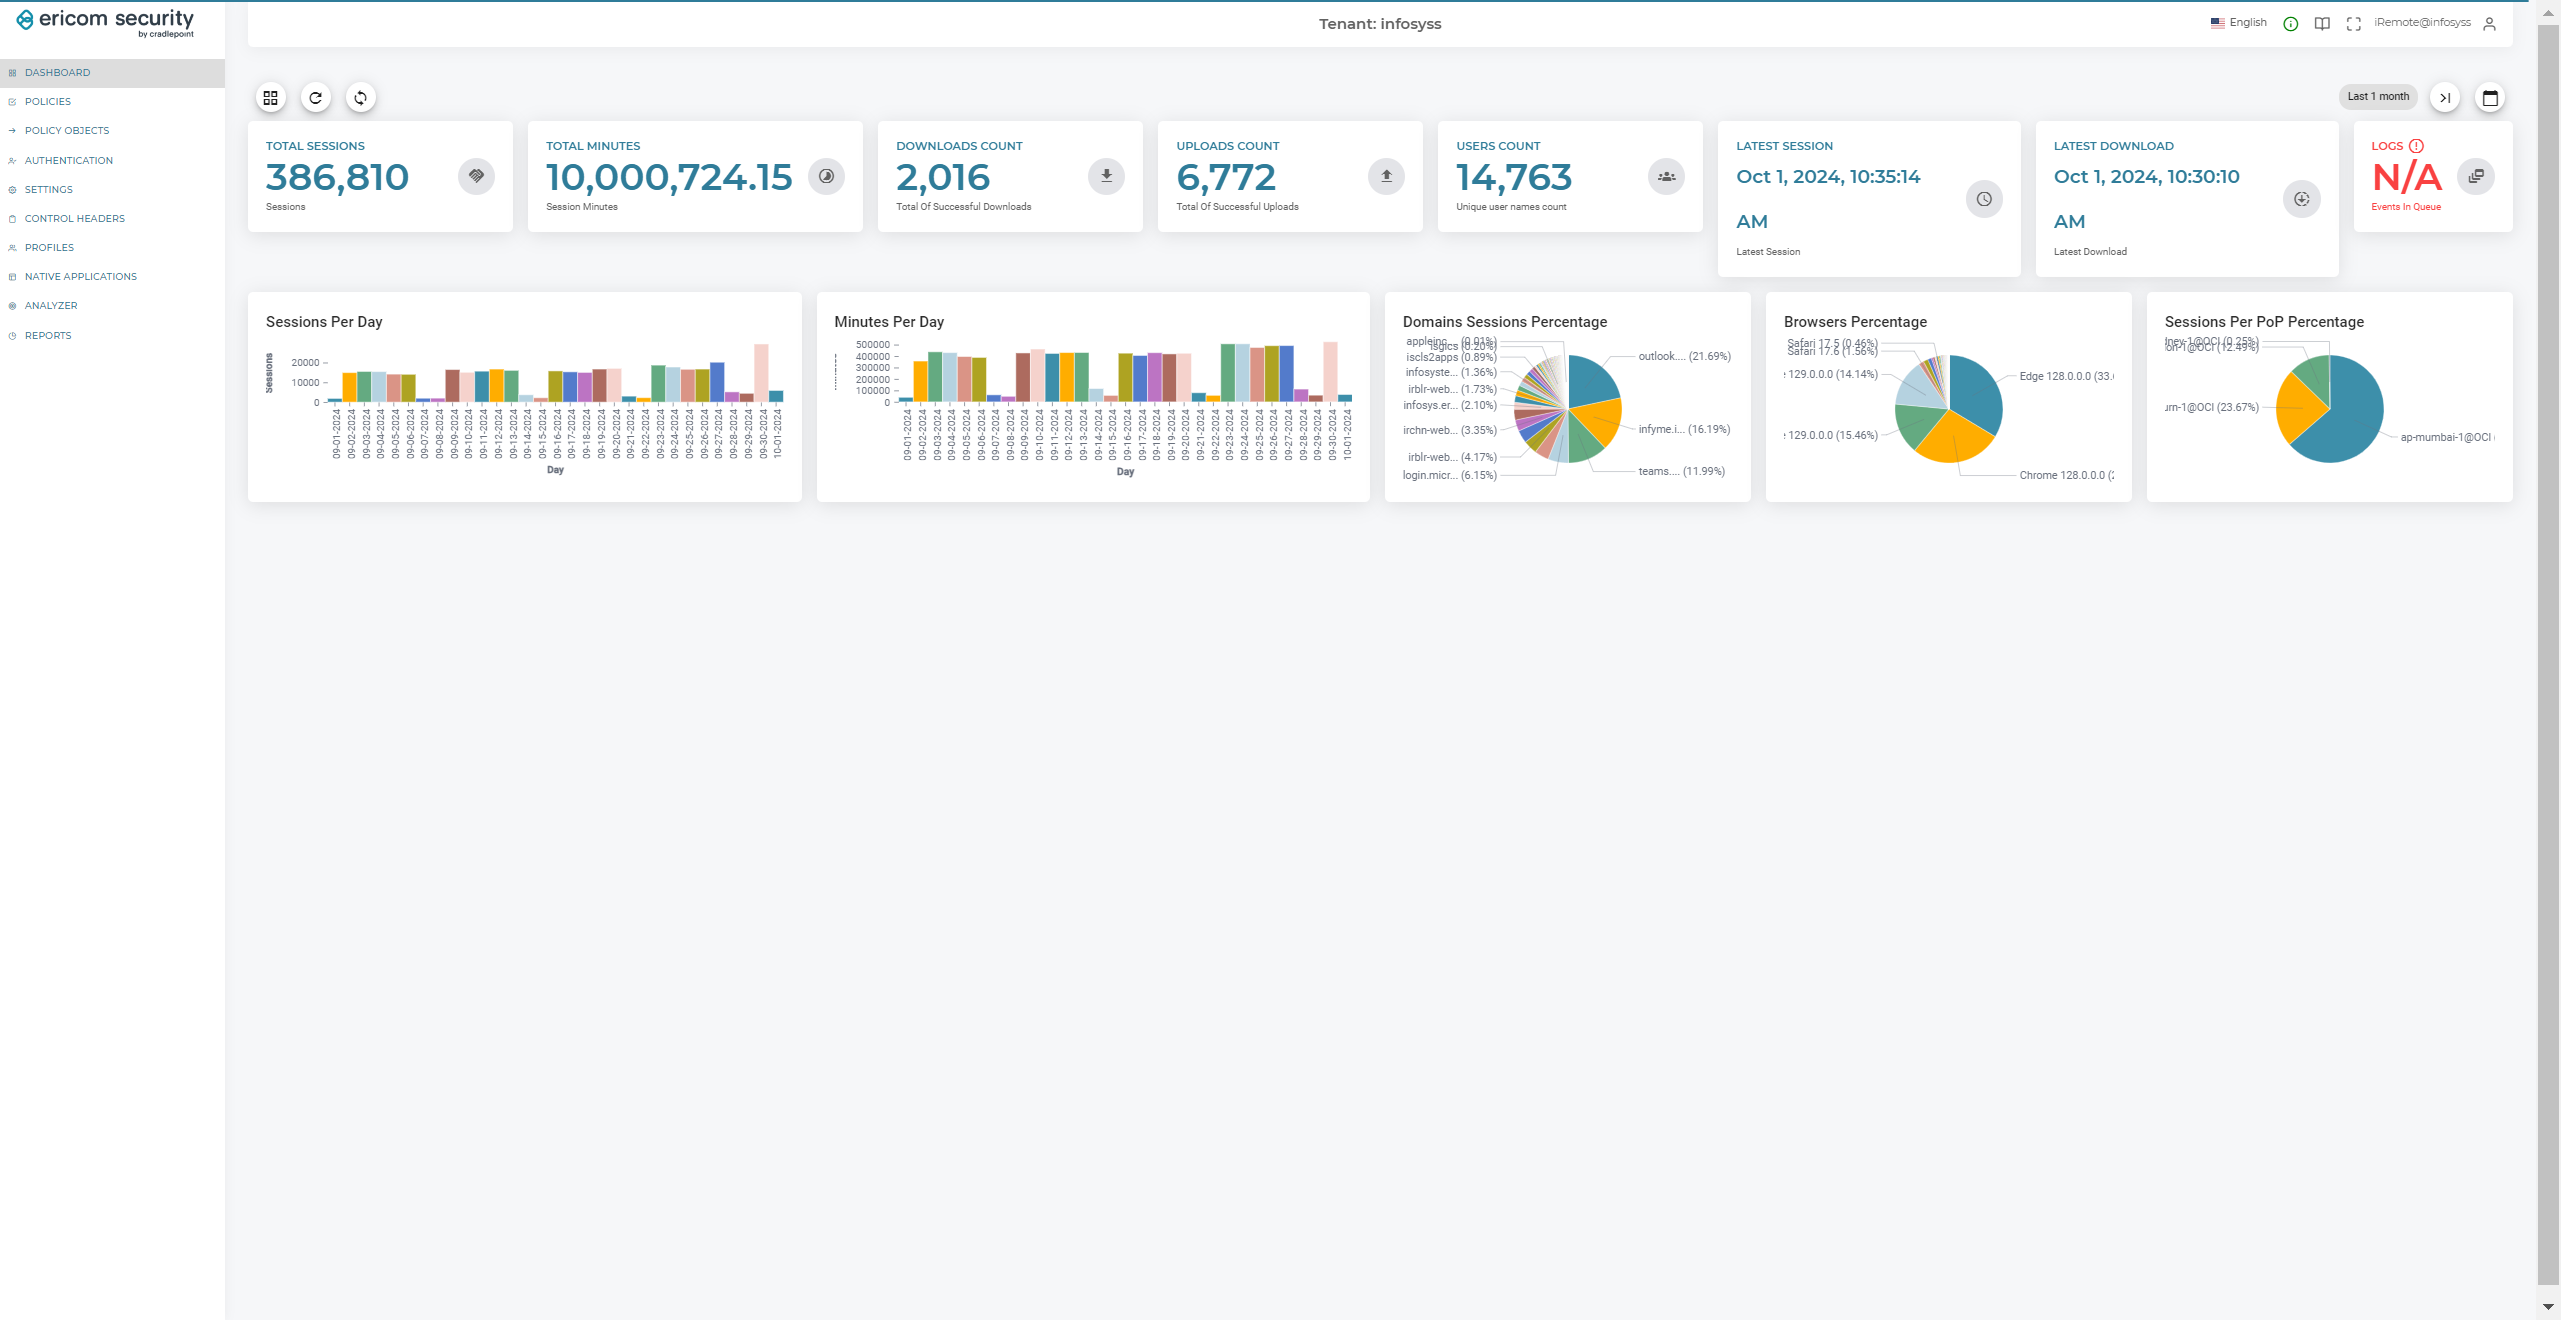 ericom security
by cradlepoint
Tenant: infosyss
English
iRemote@infosyss
DASHBOARD
POLICIES
POLICY OBJECTS
AUTHENTICATION
SETTINGS
CONTROL HEADERS
PROFILES
NATIVE APPLICATIONS
ANALYZER
REPORTS
Last 1 month
TOTAL SESSIONS
386,810
Sessions
TOTAL MINUTES
10,000,724.15
Session Minutes
DOWNLOADS COUNT
2,016
Total Of Successful Downloads
UPLOADS COUNT
6,772
Total Of Successful Uploads
USERS COUNT
14,763
Unique user names count
LATEST SESSION
Oct 1, 2024, 10:35:14
AM
Latest Session
LATEST DOWNLOAD
Oct 1, 2024, 10:30:10
AM
Latest Download
LOGS
N/A
Events In Queue
Sessions Per Day
Sessions
20000
10000
0
09-01-2024
09-02-2024
09-03-2024
09-04-2024
09-05-2024
09-06-2024
09-07-2024
09-08-2024
09-09-2024
09-10-2024
09-11-2024
09-12-2024
09-13-2024
09-14-2024
09-15-2024
09-16-2024
09-17-2024
09-18-2024
09-19-2024
09-20-2024
09-21-2024
09-22-2024
09-23-2024
09-24-2024
09-25-2024
09-26-2024
09-27-2024
09-28-2024
09-29-2024
09-30-2024
10-01-2024
Day
Minutes Per Day
500000
400000
300000
200000
100000
0
09-01-2024
09-02-2024
09-03-2024
09-04-2024
09-05-2024
09-06-2024
09-07-2024
09-08-2024
09-09-2024
09-10-2024
09-11-2024
09-12-2024
09-13-2024
09-14-2024
09-15-2024
09-16-2024
09-17-2024
09-18-2024
09-19-2024
09-20-2024
09-21-2024
09-22-2024
09-23-2024
09-24-2024
09-25-2024
09-26-2024
09-27-2024
09-28-2024
09-29-2024
09-30-2024
10-01-2024
Day
Domains Sessions Percentage
appleinc... (0.01%)
isgics (0.20%)
iscls2apps (0.89%)
infosyste... (1.36%)
irblr-web... (1.73%)
infosys.er... (2.10%)
irchn-web... (3.35%)
irblr-web... (4.17%)
login.micr... (6.15%)
outlook.... (21.69%)
infyme.i... (16.19%)
teams.... (11.99%)
Browsers Percentage
Safari 17.5 (0.46%)
Safari 17.6 (1.56%)
129.0.0.0 (14.14%)
129.0.0.0 (15.46%)
Edge 128.0.0.0 (33.
Chrome 128.0.0.0 (
Sessions Per PoP Percentage
ney-1@OCI (0.25%)
on-1@OCI (12.49%)
urn-1@OCI (23.67%)
ap-mumbai-1@OCI